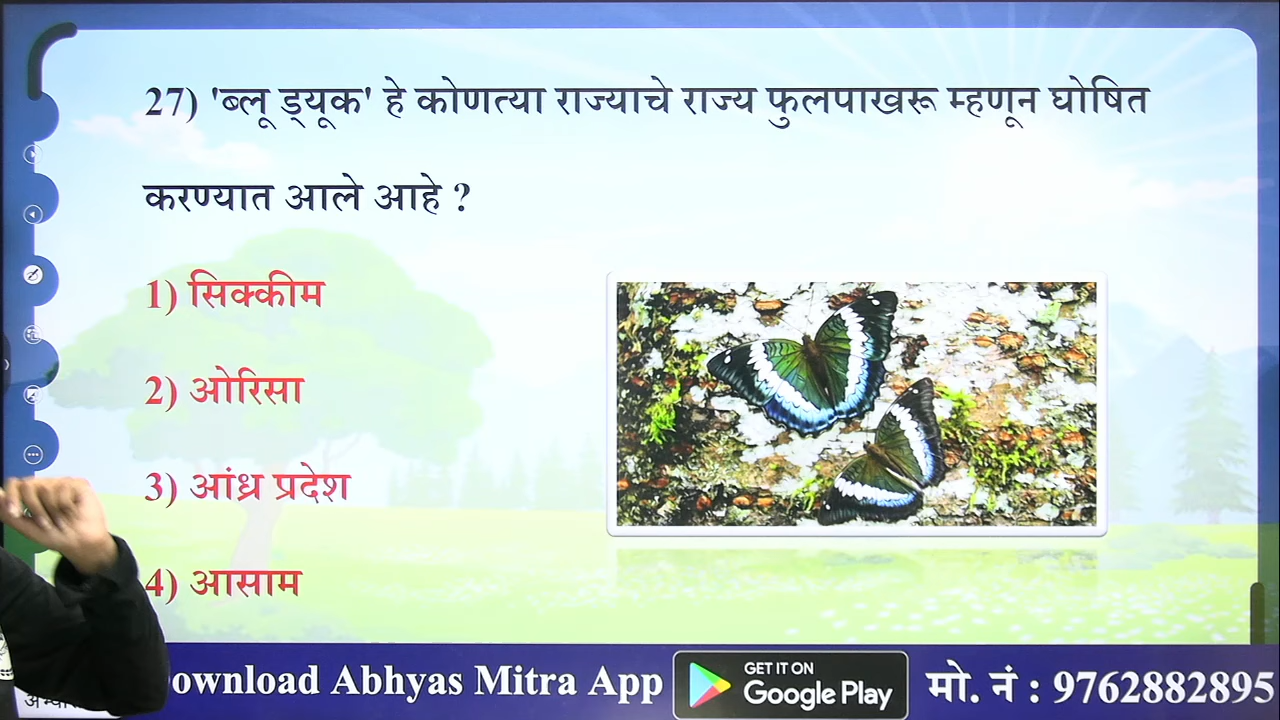 27) 'ब्लू ड्यूक' हे कोणत्या राज्याचे राज्य फुलपाखरू म्हणून घोषित
करण्यात आले आहे ?
1) सिक्कीम
2) ओरिसा
3) आंध्र प्रदेश
4) आसाम
Download Abhyas Mitra App
GET IT ON
Google Play
मो. नं : 9762882895